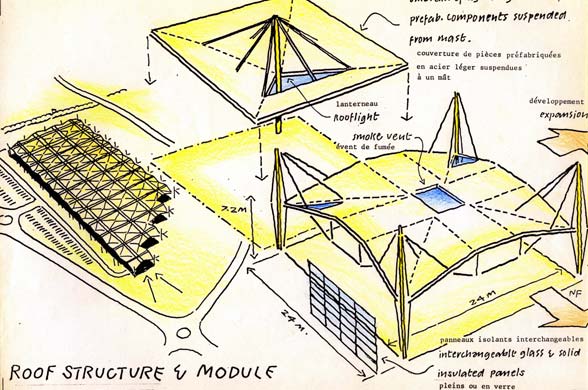 prefab. components suspended
from mast.
couverture de pièces préfabriquées
en acier léger suspendues
à un mât
lanterneau
Rooflight
smoke vent
évent de fumée
développement
expansion
7.2M
24M.
24M
NF
panneaux isolants interchangeables
interchangeable glass & solid
insulated panels
pleins ou en verre
ROOF STRUCTURE & MODULE